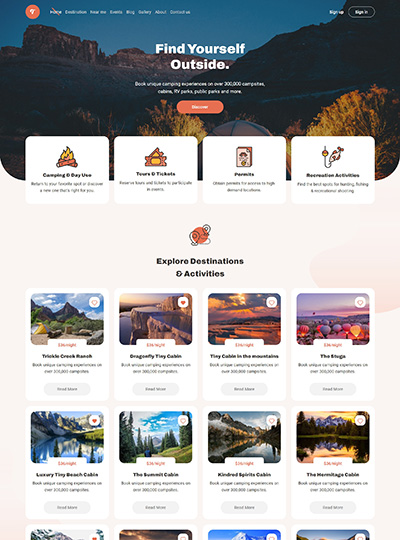 Home Destination Near me Events Blog Gallery About Contact us
Sign up Sign in
Find Yourself
Outside.
Book unique camping experiences on over 300,000 campsites,
cabins, RV parks, public parks and more.
Discover
Camping & Day Use
Return to your favorite spot or discover
a new one that's right for you.
Tours & Tickets
Reserve tours and tickets to participate
in events.
Permits
Obtain permits for access to high
demand locations.
Recreation Activities
Find the best spots for hunting, fishing
& recreational shooting.
Explore Destinations
& Activities
$36/night
Trickle Creek Ranch
Book unique camping experiences on
over 300,000 campsites.
Read More
$36/night
Dragonfly Tiny Cabin
Book unique camping experiences on
over 300,000 campsites.
Read More
$36/night
Tiny Cabin in the mountains
Book unique camping experiences on
over 300,000 campsites.
Read More
$36/night
The Stuga
Book unique camping experiences on
over 300,000 campsites.
Read More
$36/night
Luxury Tiny Beach Cabin
Book unique camping experiences on
over 300,000 campsites.
Read More
$36/night
The Summit Cabin
Book unique camping experiences on
over 300,000 campsites.
Read More
$36/night
Kindred Spirits Cabin
Book unique camping experiences on
over 300,000 campsites.
Read More
$36/night
The Hermitage Cabin
Book unique camping experiences on
over 300,000 campsites.
Read More